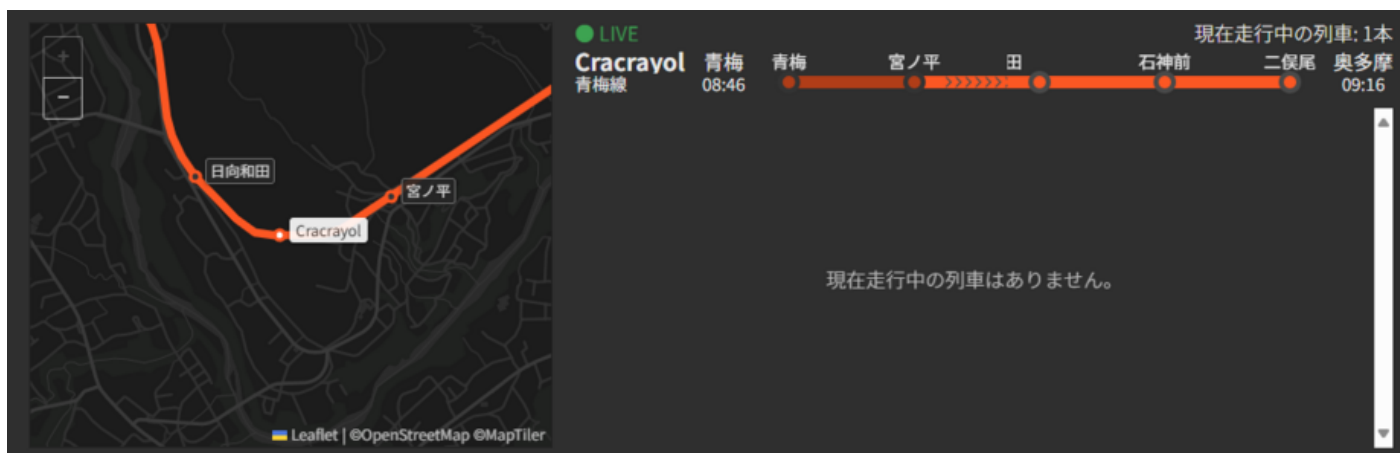 +
−
日向和田
宮ノ平
Cracrayol
Leaflet | ©OpenStreetMap ©MapTiler
LIVE
現在走行中の列車: 1本
Cracrayol 青梅 青梅 宮ノ平 田 石神前 二俣尾 奥多摩
青梅線 08:46 09:16
現在走行中の列車はありません。